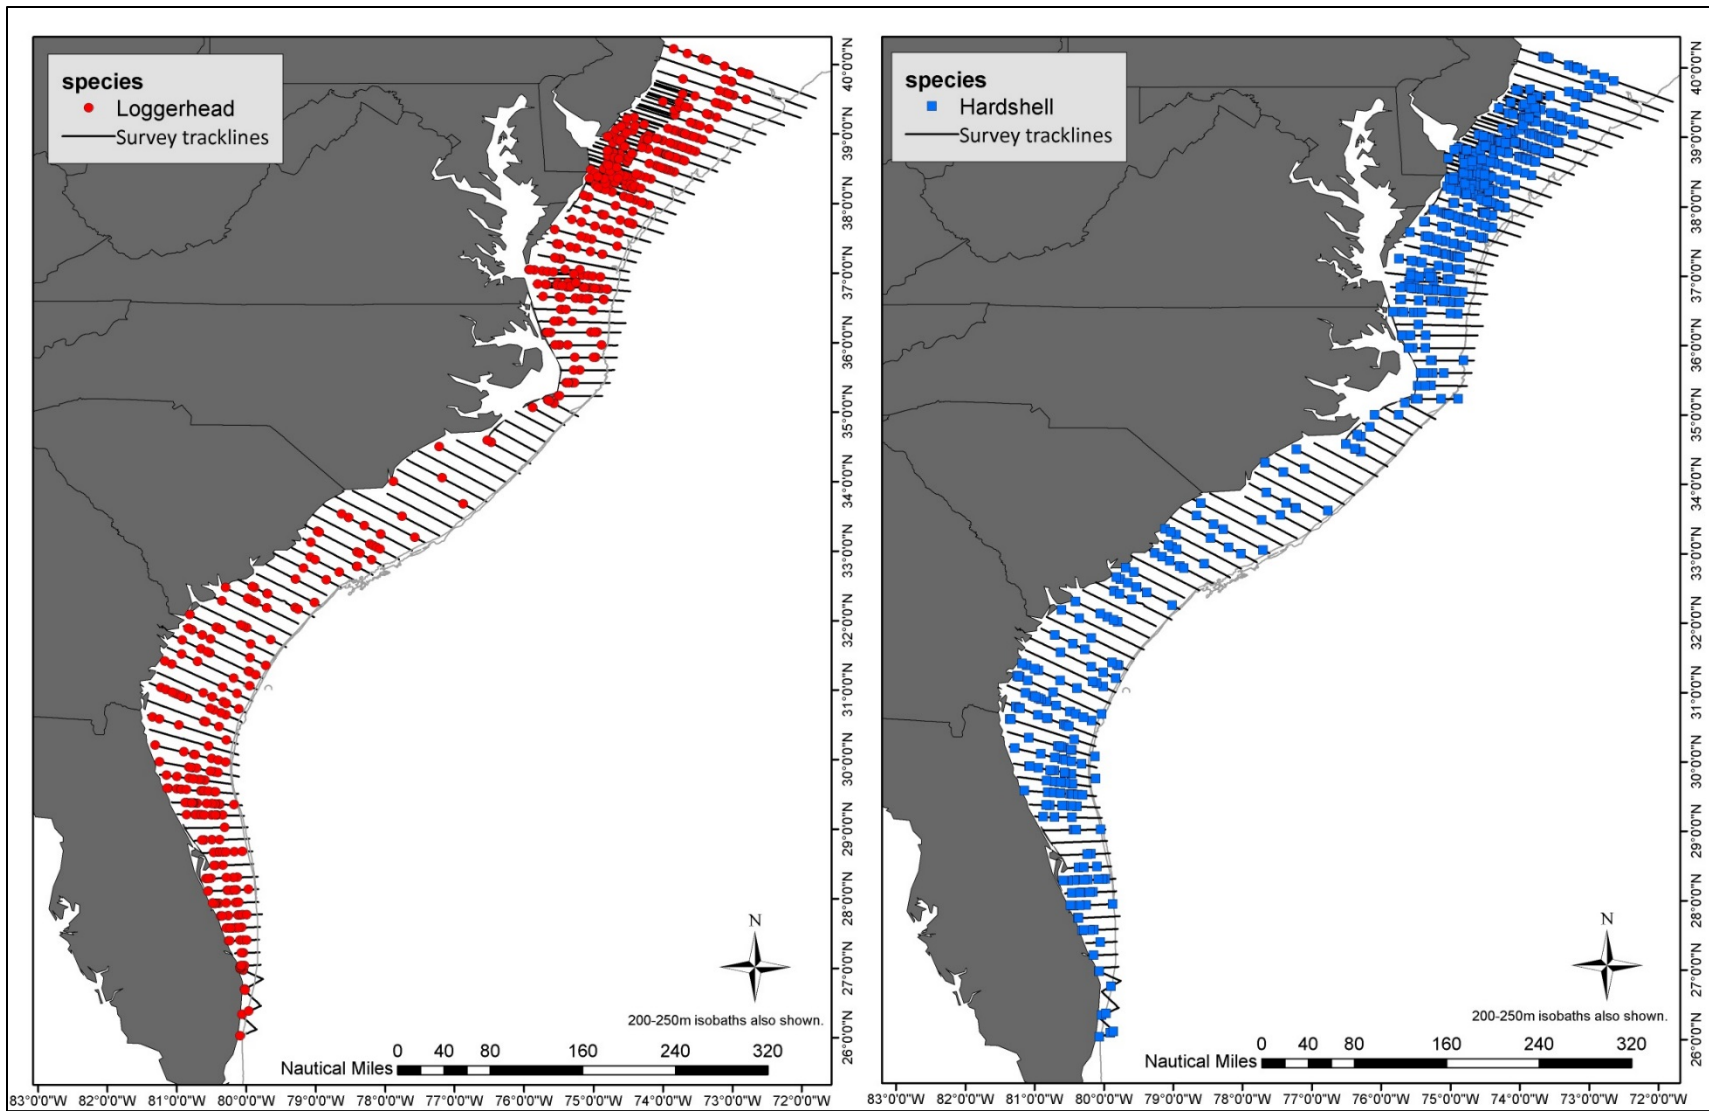 species
Loggerhead
Survey tracklines
40°0'0"N
39°0'0"N
38°0'0"N
37°0'0"N
36°0'0"N
35°0'0"N
34°0'0"N
33°0'0"N
32°0'0"N
31°0'0"N
30°0'0"N
29°0'0"N
28°0'0"N
27°0'0"N
26°0'0"N
N
200-250m isobaths also shown.
Nautical Miles 0 40 80 160 240 320
83°0'0"W 82°0'0"W 81°0'0"W 80°0'0"W 79°0'0"W 78°0'0"W 77°0'0"W 76°0'0"W 75°0'0"W 74°0'0"W 73°0'0"W 72°0'0"W
species
Hardshell
Survey tracklines
40°0'0"N
39°0'0"N
38°0'0"N
37°0'0"N
36°0'0"N
35°0'0"N
34°0'0"N
33°0'0"N
32°0'0"N
31°0'0"N
30°0'0"N
29°0'0"N
28°0'0"N
27°0'0"N
26°0'0"N
N
200-250m isobaths also shown.
Nautical Miles 0 40 80 160 240 320
83°0'0"W 82°0'0"W 81°0'0"W 80°0'0"W 79°0'0"W 78°0'0"W 77°0'0"W 76°0'0"W 75°0'0"W 74°0'0"W 73°0'0"W 72°0'0"W